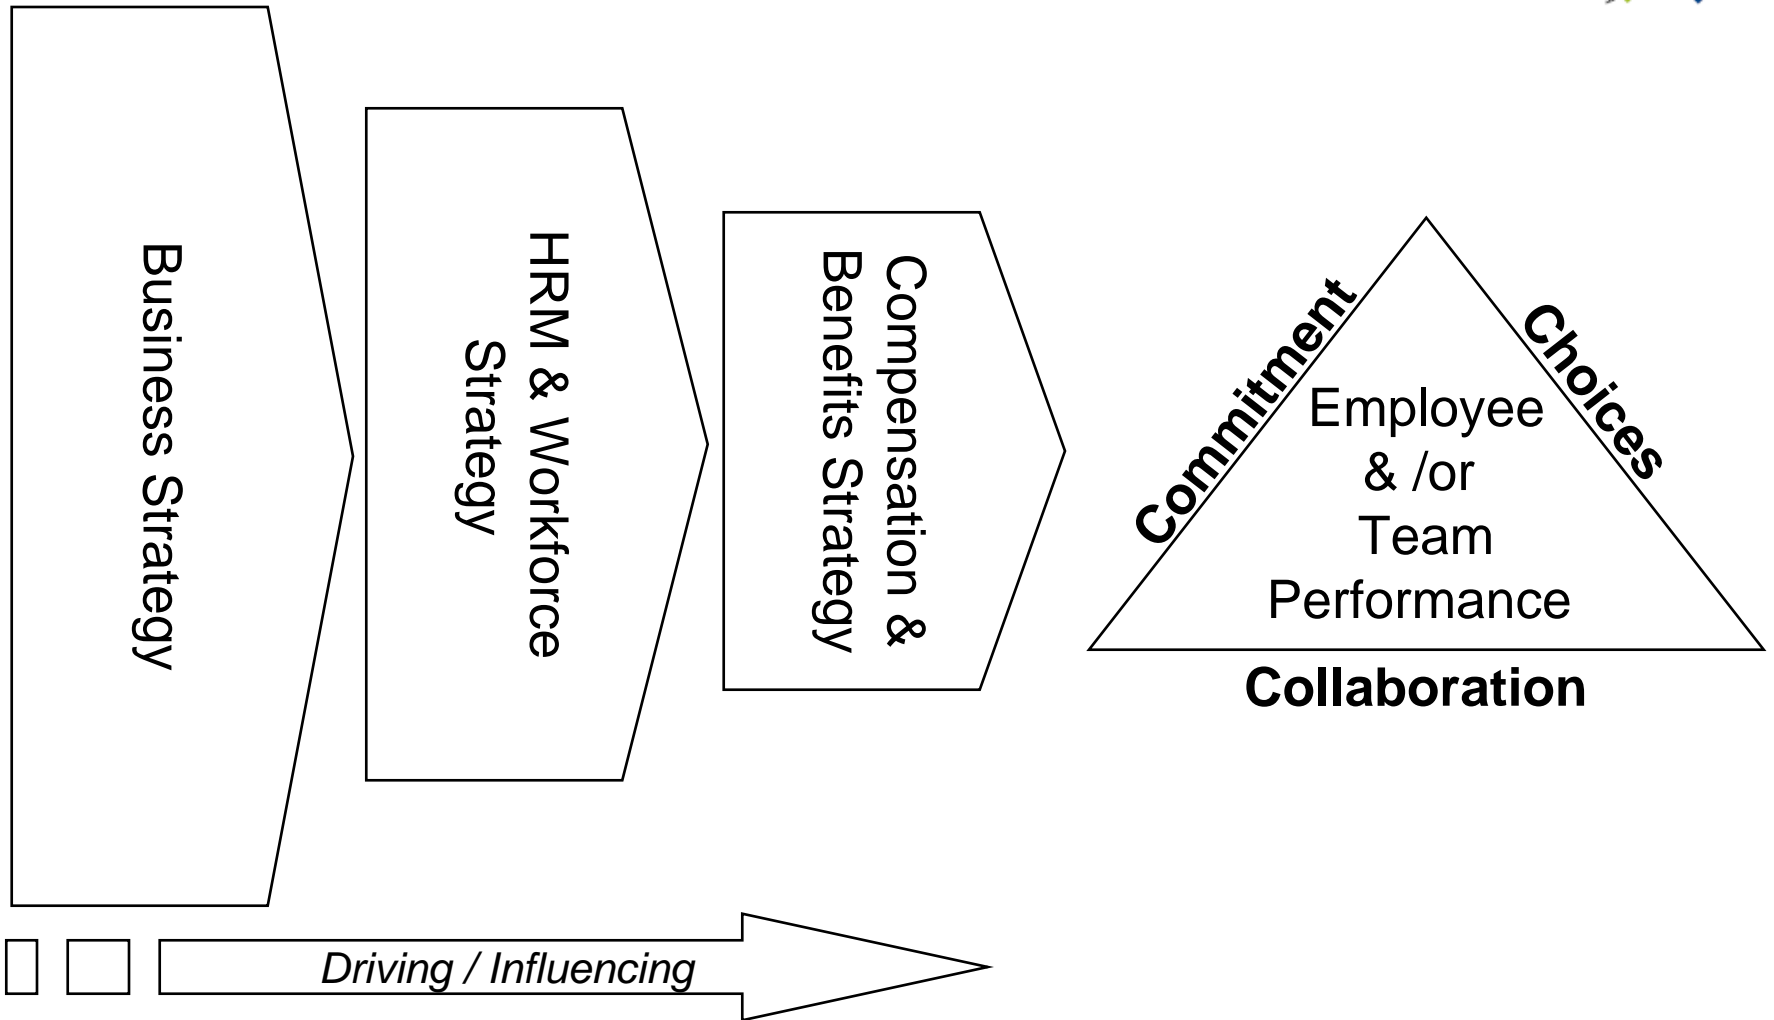 Business Strategy
HRM & Workforce
Strategy
Compensation &
Benefits Strategy
Commitment
Choices
Employee
& /or
Team
Performance
Collaboration
Driving / Influencing